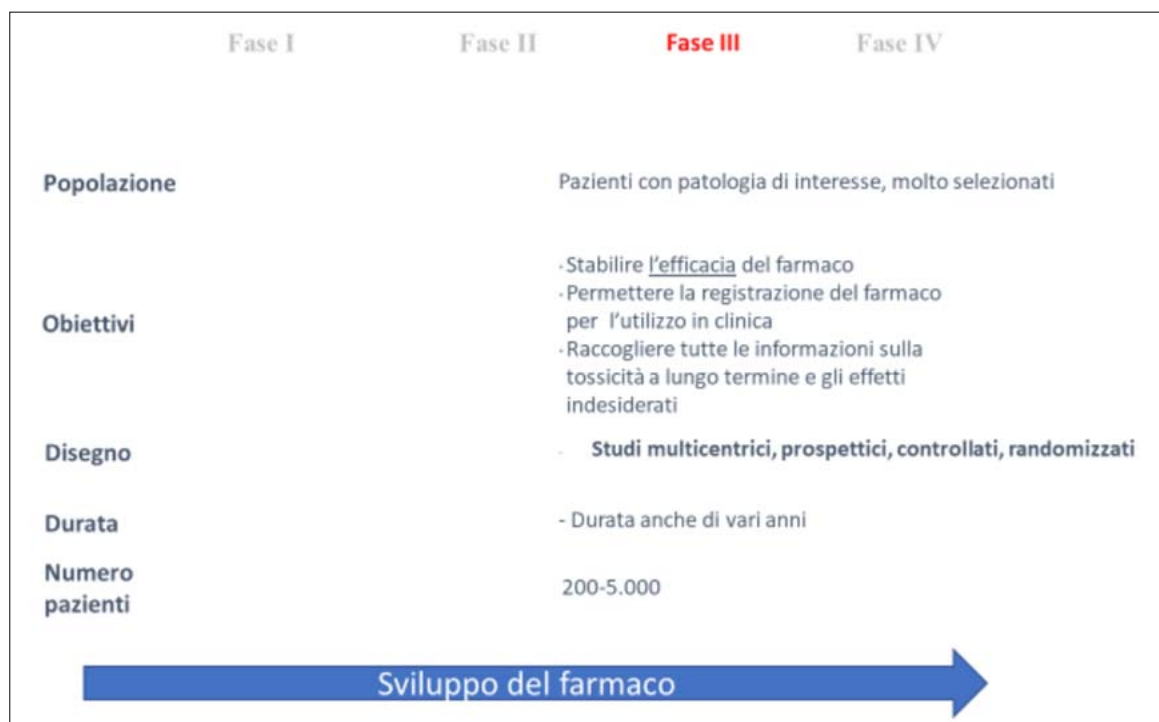 Fase I Fase II Fase III Fase IV
Popolazione Pazienti con patologia di interesse, molto selezionati
Obiettivi
· Stabilire l'efficacia del farmaco
· Permettere la registrazione del farmaco
per l'utilizzo in clinica
· Raccogliere tutte le informazioni sulla
tossicità a lungo termine e gli effetti
indesiderati
Disegno - Studi multicentrici, prospettici, controllati, randomizzati
Durata - Durata anche di vari anni
Numero
pazienti
200-5.000
Sviluppo del farmaco